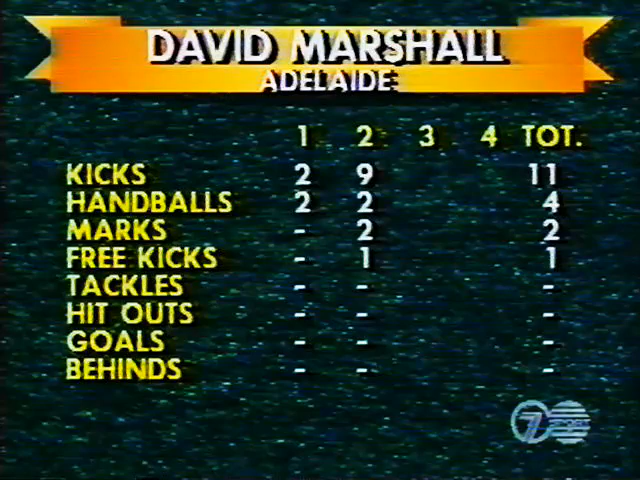 DAVID MARSHALL
ADELAIDE
1 2 3 4 TOT.
KICKS 2 9 11
HANDBALLS 2 2 4
MARKS - 2 2
FREE KICKS - 1 1
TACKLES - - -
HIT OUTS - - -
GOALS - - -
BEHINDS - - -
7